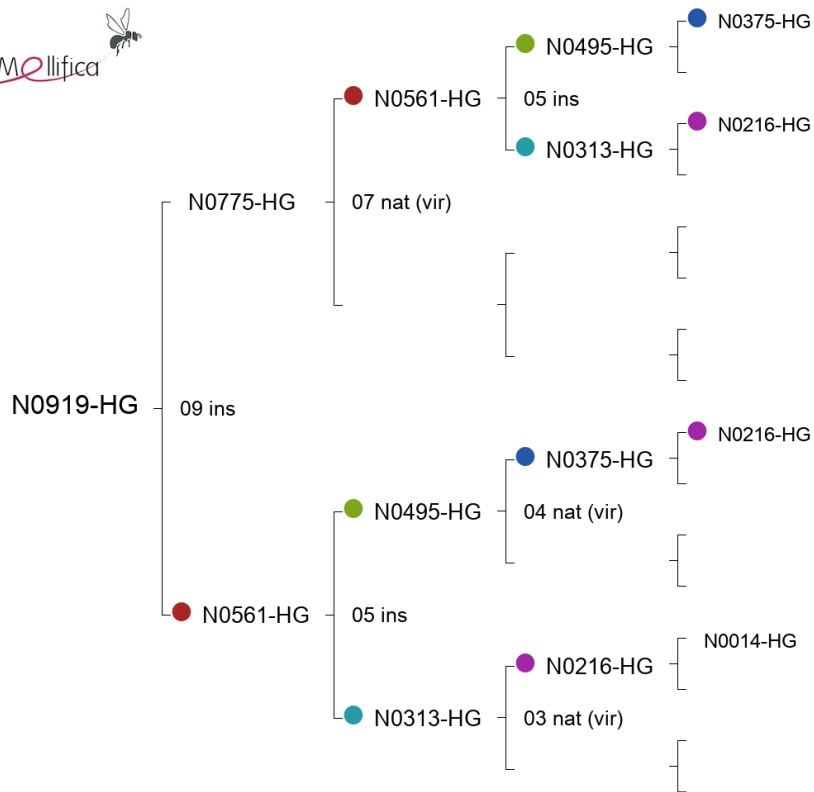 Mellifica
N0375-HG
N0495-HG
N0561-HG
05 ins
N0216-HG
N0313-HG
N0775-HG
07 nat (vir)
N0919-HG
09 ins
N0216-HG
N0375-HG
N0495-HG
04 nat (vir)
N0561-HG
05 ins
N0014-HG
N0216-HG
N0313-HG
03 nat (vir)